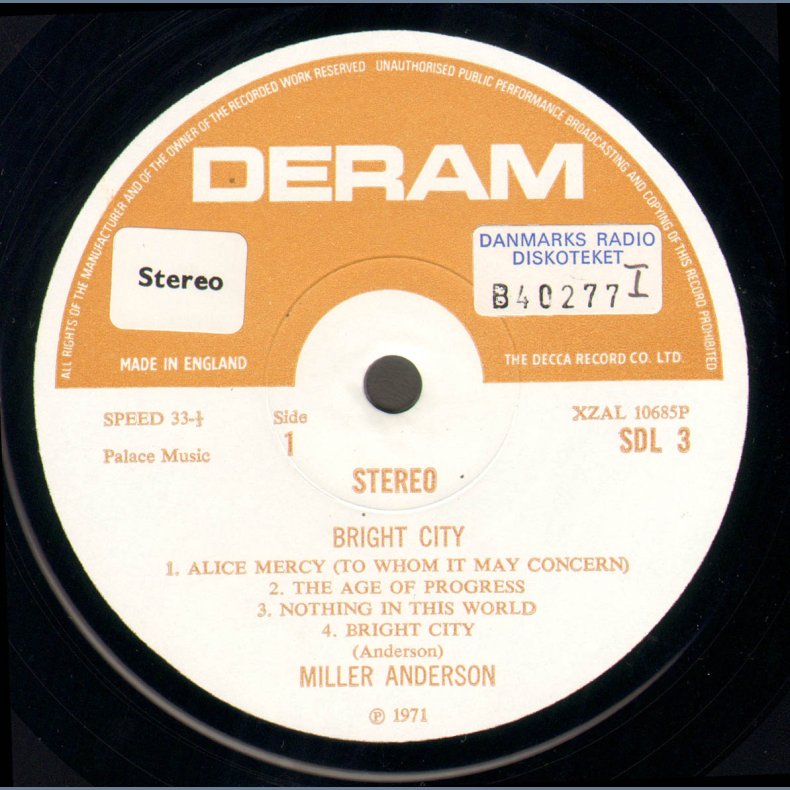 ALL RIGHTS OF THE MANUFACTURER AND OF THE OWNER OF THE RECORDED WORK RESERVED UNAUTHORISED PUBLIC PERFORMANCE BROADCASTING AND COPYING OF THIS RECORD PROHIBITED
DERAM
Stereo
DANMARKS RADIO
DISKOTEKET
B40277 I
MADE IN ENGLAND
THE DECCA RECORD CO. LTD.
SPEED 33-⅓
Side
1
XZAL 10685P
SDL 3
Palace Music
STEREO
BRIGHT CITY
1. ALICE MERCY (TO WHOM IT MAY CONCERN)
2. THE AGE OF PROGRESS
3. NOTHING IN THIS WORLD
4. BRIGHT CITY
(Anderson)
MILLER ANDERSON
℗ 1971